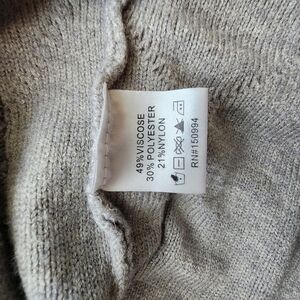 49%VISCOSE
30% POLYESTER
21%NYLON
RN#150994